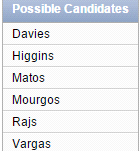 Possible Candidates
Davies
Higgins
Matos
Mourgos
Rajs
Vargas